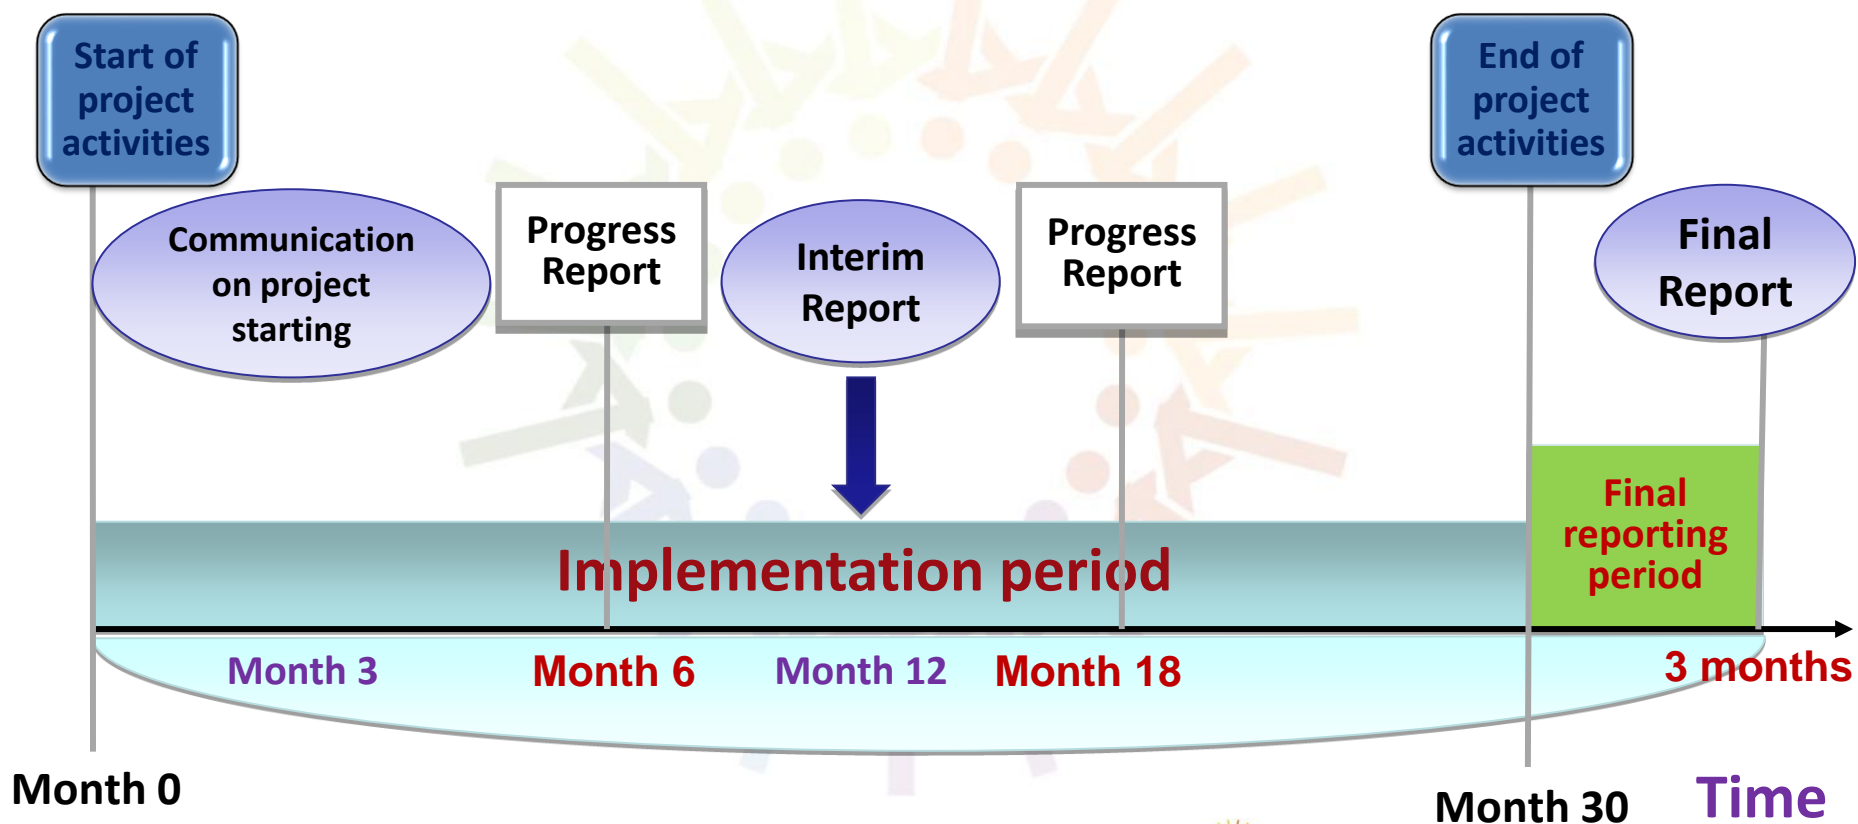 Start of
project
activities
End of
project
activities
Communication
on project
starting
Progress
Report
Interim
Report
Progress
Report
Final
Report
Implementation period
Final
reporting
period
Month 3
Month 6
Month 12
Month 18
3 months
Month 0
Month 30
Time